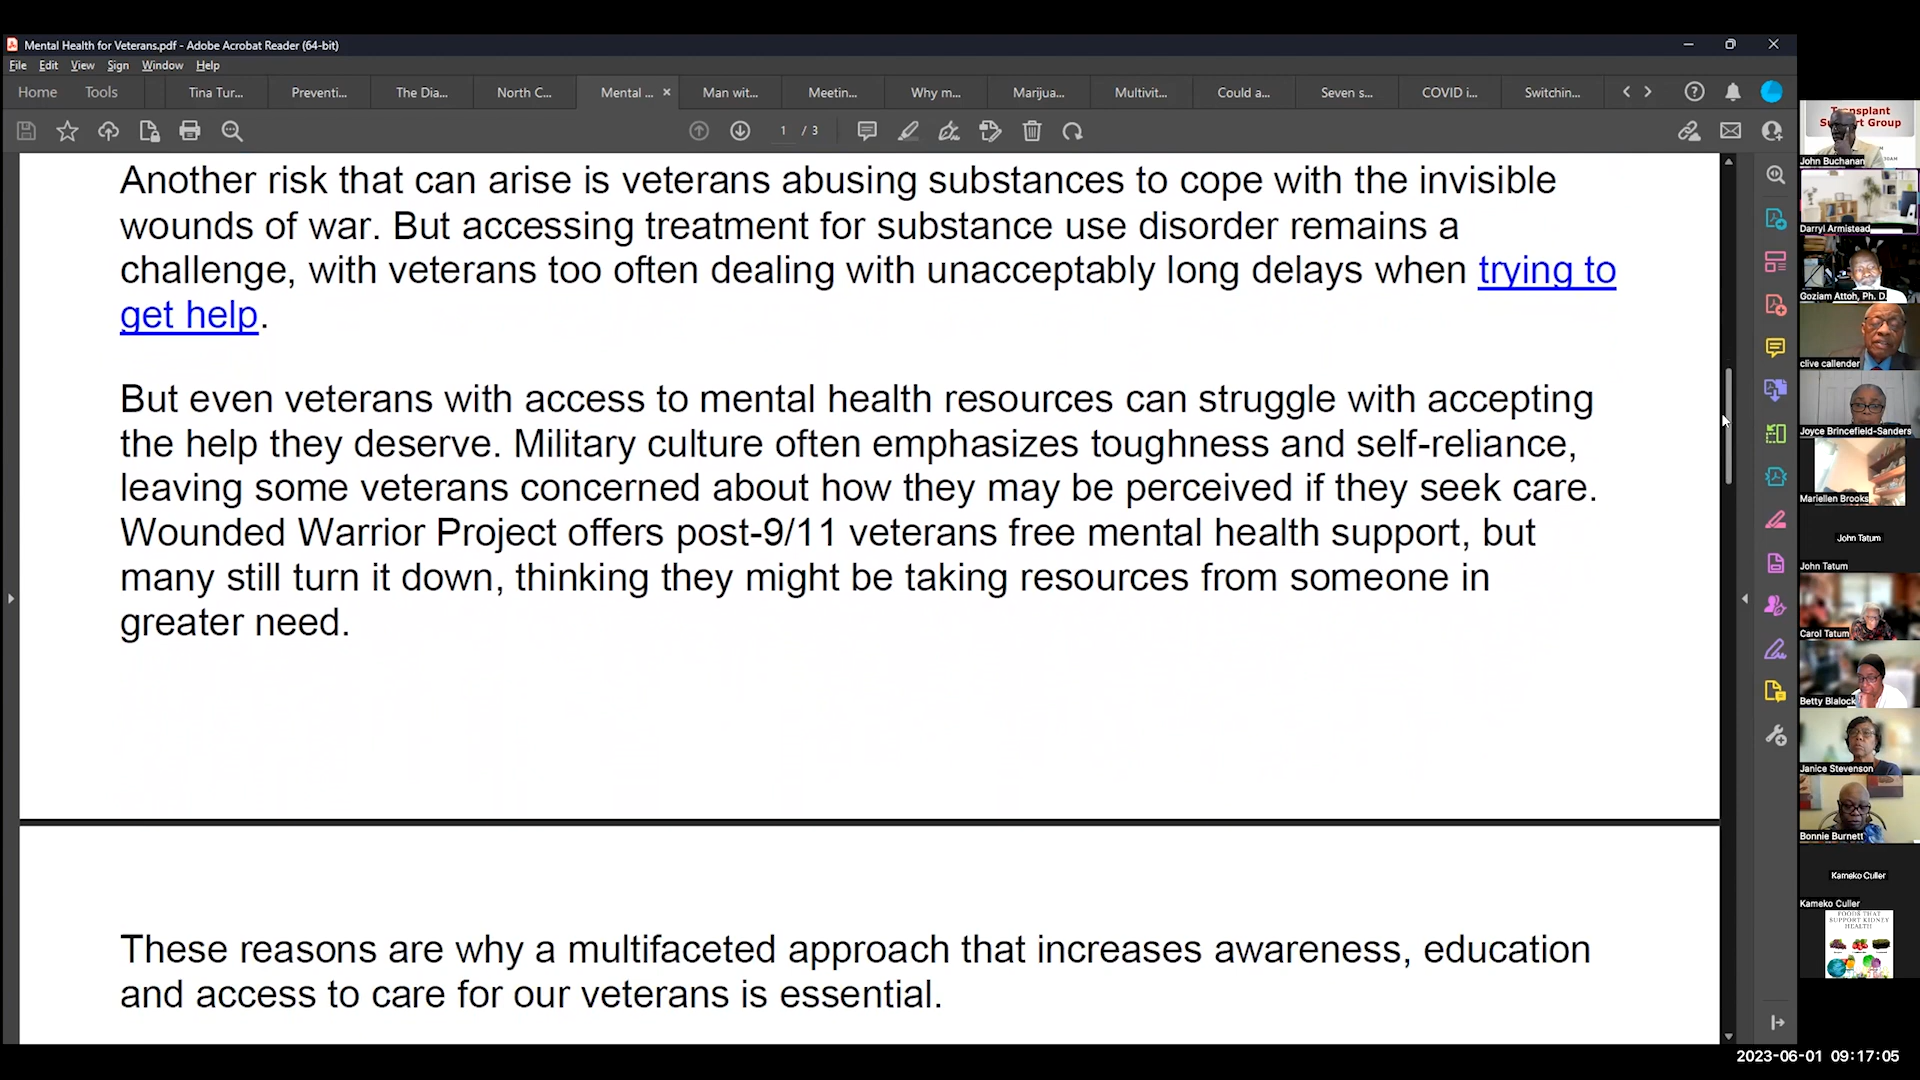 Mental Health for Veterans.pdf - Adobe Acrobat Reader (64-bit)
File Edit View Sign Window Help
Home Tools Tina Tur... Preventi... The Dia... North C... Mental ... × Man wit... Meetin... Why m... Marijua... Multivit... Could a... Seven s... COVID i... Switchin...
1 / 3
Another risk that can arise is veterans abusing substances to cope with the invisible
wounds of war. But accessing treatment for substance use disorder remains a
challenge, with veterans too often dealing with unacceptably long delays when trying to
get help.
But even veterans with access to mental health resources can struggle with accepting
the help they deserve. Military culture often emphasizes toughness and self-reliance,
leaving some veterans concerned about how they may be perceived if they seek care.
Wounded Warrior Project offers post-9/11 veterans free mental health support, but
many still turn it down, thinking they might be taking resources from someone in
greater need.
These reasons are why a multifaceted approach that increases awareness, education
and access to care for our veterans is essential.
Transplant
Group
John Buchanan
Darryl Armistead
Goziam Attoh, Ph. D.
clive callender
Joyce Brincefield-Sanders
Mariellen Brooks
John Tatum
John Tatum
Carol Tatum
Betty Blalock
Janice Stevenson
Bonnie Burnett
Kameko Culler
Kameko Culler
FOODS THAT
SUPPORT KIDNEY
HEALTH
2023-06-01 09:17:05